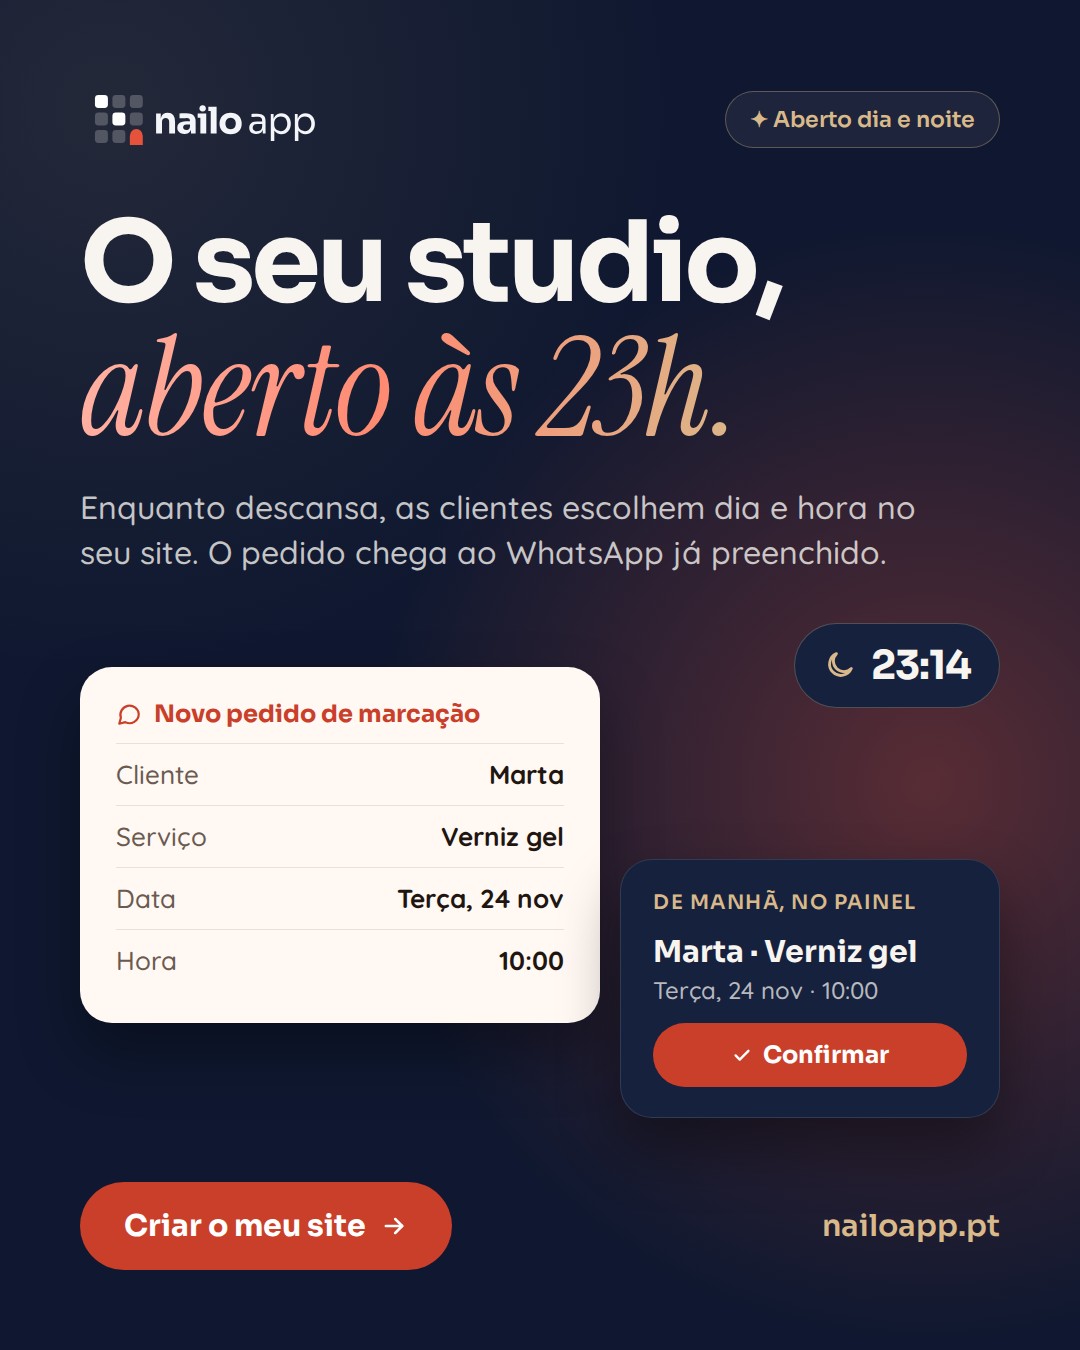 nailo app
✦ Aberto dia e noite
O seu studio,
aberto às 23h.
Enquanto descansa, as clientes escolhem dia e hora no
seu site. O pedido chega ao WhatsApp já preenchido.
23:14
Novo pedido de marcação
Cliente Marta
Serviço Verniz gel
Data Terça, 24 nov
Hora 10:00
DE MANHÃ, NO PAINEL
Marta · Verniz gel
Terça, 24 nov · 10:00
Confirmar
Criar o meu site →
nailoapp.pt